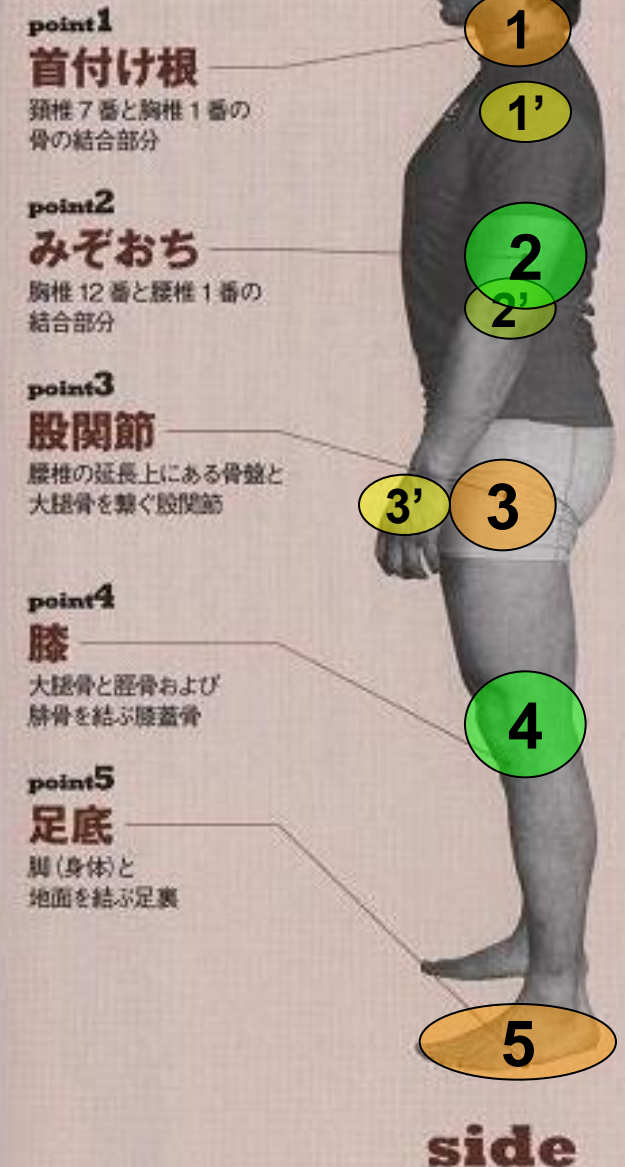 point1
首付け根
頚椎7番と胸椎1番の
骨の結合部分
point2
みぞおち
胸椎12番と腰椎1番の
結合部分
point3
股関節
腰椎の延長上にある骨盤と
大腿骨を繋ぐ股関節
point4
膝
大腿骨と脛骨および
腓骨を結ぶ膝蓋骨
point5
足底
脚(身体)と
地面を結ぶ足裏
1
1’
2
2’
3’
3
4
5
side